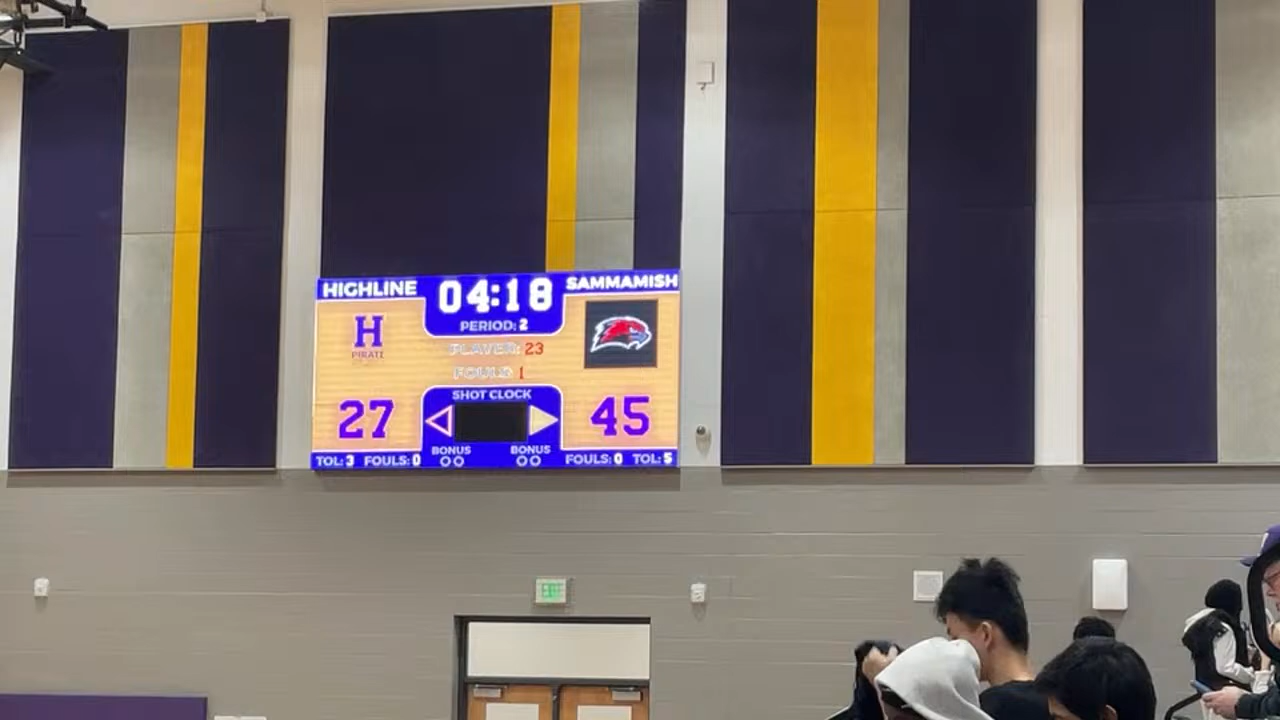 HIGHLINE 04:18 SAMMAMISH
PERIOD: 2
H
PIRATE
PLAYER: 23
FOULS: 1
SHOT CLOCK
27 45
BONUS BONUS
TOL: 3 FOULS: 0 FOULS: 0 TOL: 5